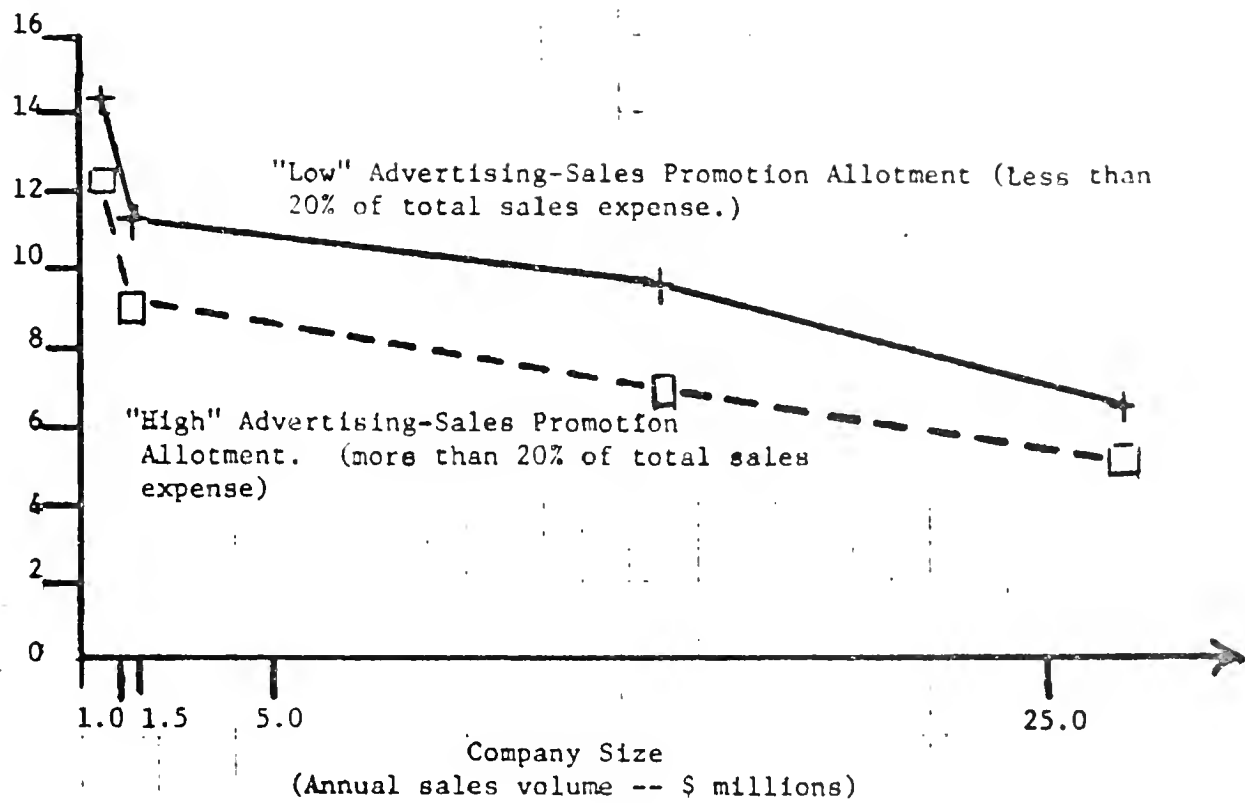 16
14
"Low" Advertising-Sales Promotion Allotment (Less than
20% of total sales expense.)
12
10
8
"High" Advertising-Sales Promotion
Allotment. (more than 20% of total sales
expense)
6
4
2
0
1.0 1.5 5.0 25.0
Company Size
(Annual sales volume -- $ millions)